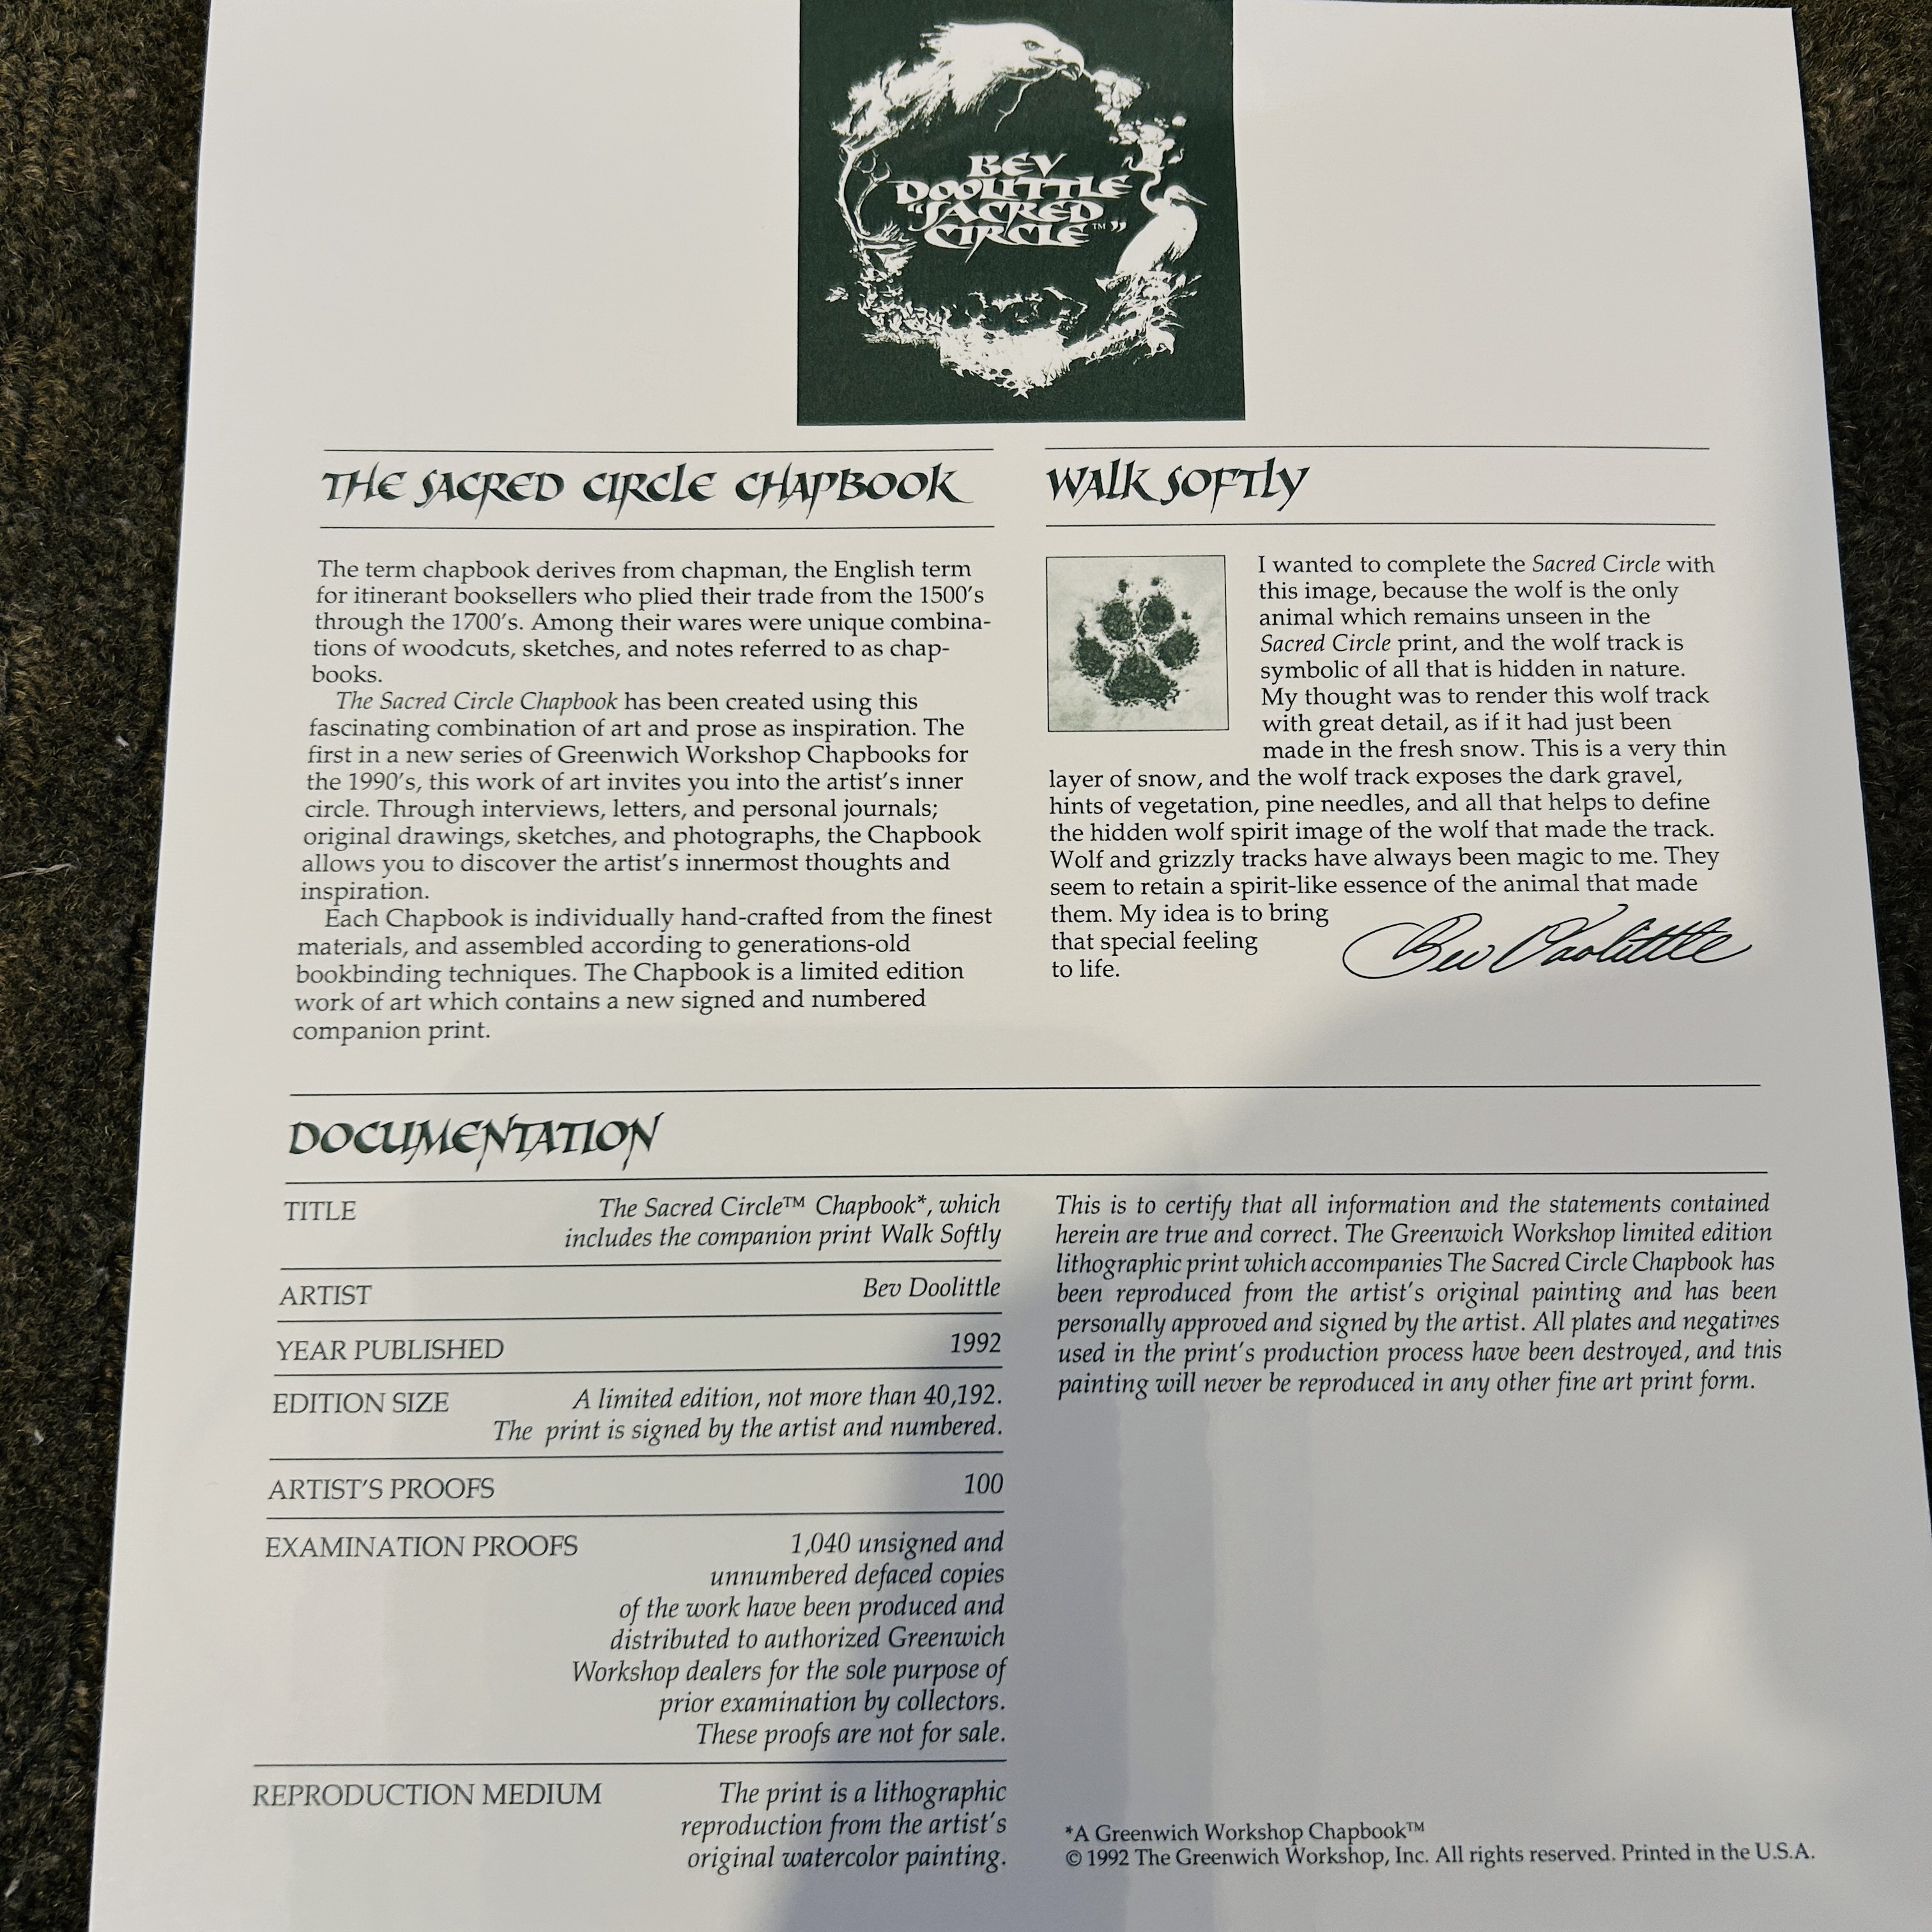 BEV
DOOLITTLE
"SACRED
CIRCLE™"
THE SACRED CIRCLE CHAPBOOK
The term chapbook derives from chapman, the English term
for itinerant booksellers who plied their trade from the 1500's
through the 1700's. Among their wares were unique combina-
tions of woodcuts, sketches, and notes referred to as chap-
books.
The Sacred Circle Chapbook has been created using this
fascinating combination of art and prose as inspiration. The
first in a new series of Greenwich Workshop Chapbooks for
the 1990's, this work of art invites you into the artist's inner
circle. Through interviews, letters, and personal journals;
original drawings, sketches, and photographs, the Chapbook
allows you to discover the artist's innermost thoughts and
inspiration.
Each Chapbook is individually hand-crafted from the finest
materials, and assembled according to generations-old
bookbinding techniques. The Chapbook is a limited edition
work of art which contains a new signed and numbered
companion print.
WALK SOFTLY
I wanted to complete the Sacred Circle with
this image, because the wolf is the only
animal which remains unseen in the
Sacred Circle print, and the wolf track is
symbolic of all that is hidden in nature.
My thought was to render this wolf track
with great detail, as if it had just been
made in the fresh snow. This is a very thin
layer of snow, and the wolf track exposes the dark gravel,
hints of vegetation, pine needles, and all that helps to define
the hidden wolf spirit image of the wolf that made the track.
Wolf and grizzly tracks have always been magic to me. They
seem to retain a spirit-like essence of the animal that made
them. My idea is to bring
that special feeling
to life.
Bev Doolittle
DOCUMENTATION
TITLE The Sacred Circle™ Chapbook*, which
includes the companion print Walk Softly
ARTIST Bev Doolittle
YEAR PUBLISHED 1992
EDITION SIZE A limited edition, not more than 40,192.
The print is signed by the artist and numbered.
ARTIST'S PROOFS 100
EXAMINATION PROOFS 1,040 unsigned and
unnumbered defaced copies
of the work have been produced and
distributed to authorized Greenwich
Workshop dealers for the sole purpose of
prior examination by collectors.
These proofs are not for sale.
REPRODUCTION MEDIUM The print is a lithographic
reproduction from the artist's
original watercolor painting.
This is to certify that all information and the statements contained
herein are true and correct. The Greenwich Workshop limited edition
lithographic print which accompanies The Sacred Circle Chapbook has
been reproduced from the artist's original painting and has been
personally approved and signed by the artist. All plates and negatives
used in the print's production process have been destroyed, and this
painting will never be reproduced in any other fine art print form.
*A Greenwich Workshop Chapbook™
© 1992 The Greenwich Workshop, Inc. All rights reserved. Printed in the U.S.A.